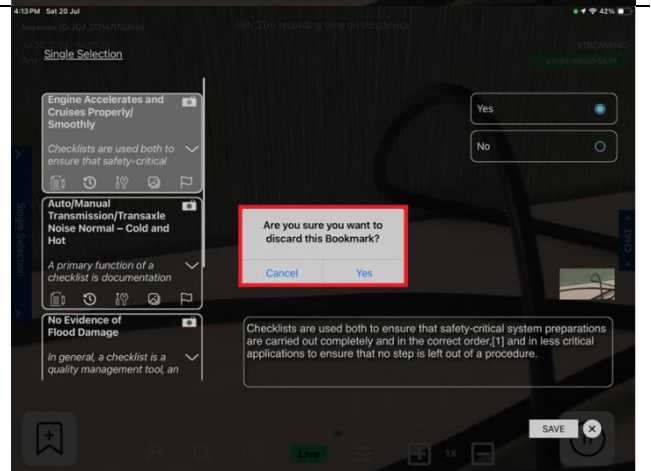 4:13 PM Sat 20 Jul
42%
69h 31m recording time on this device
STREAMING
Single Selection
Engine Accelerates and
Cruises Properly/
Smoothly
Checklists are used both to
ensure that safety-critical
Auto/Manual
Transmission/Transaxle
Noise Normal – Cold and
Hot
A primary function of a
checklist is documentation
No Evidence of
Flood Damage
In general, a checklist is a
quality management tool, an
Single Selection
Yes
No
CHAT
Are you sure you want to
discard this Bookmark?
Cancel Yes
Checklists are used both to ensure that safety-critical system preparations
are carried out completely and in the correct order,[1] and in less critical
applications to ensure that no step is left out of a procedure.
SAVE
Live
1X